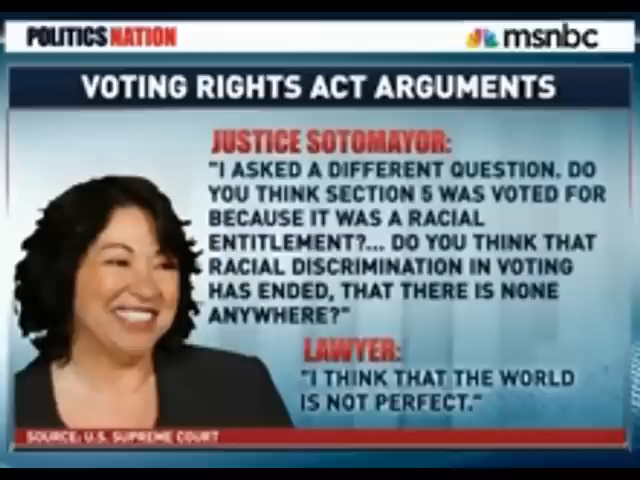 POLITICSNATION
msnbc
VOTING RIGHTS ACT ARGUMENTS
JUSTICE SOTOMAYOR:
"I ASKED A DIFFERENT QUESTION. DO
YOU THINK SECTION 5 WAS VOTED FOR
BECAUSE IT WAS A RACIAL
ENTITLEMENT?... DO YOU THINK THAT
RACIAL DISCRIMINATION IN VOTING
HAS ENDED, THAT THERE IS NONE
ANYWHERE?"
LAWYER:
"I THINK THAT THE WORLD
IS NOT PERFECT."
SOURCE: U.S. SUPREME COURT